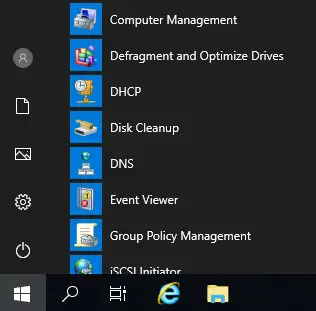 Computer Management
Defragment and Optimize Drives
DHCP
Disk Cleanup
DNS
Event Viewer
Group Policy Management
iSCSI Initiator